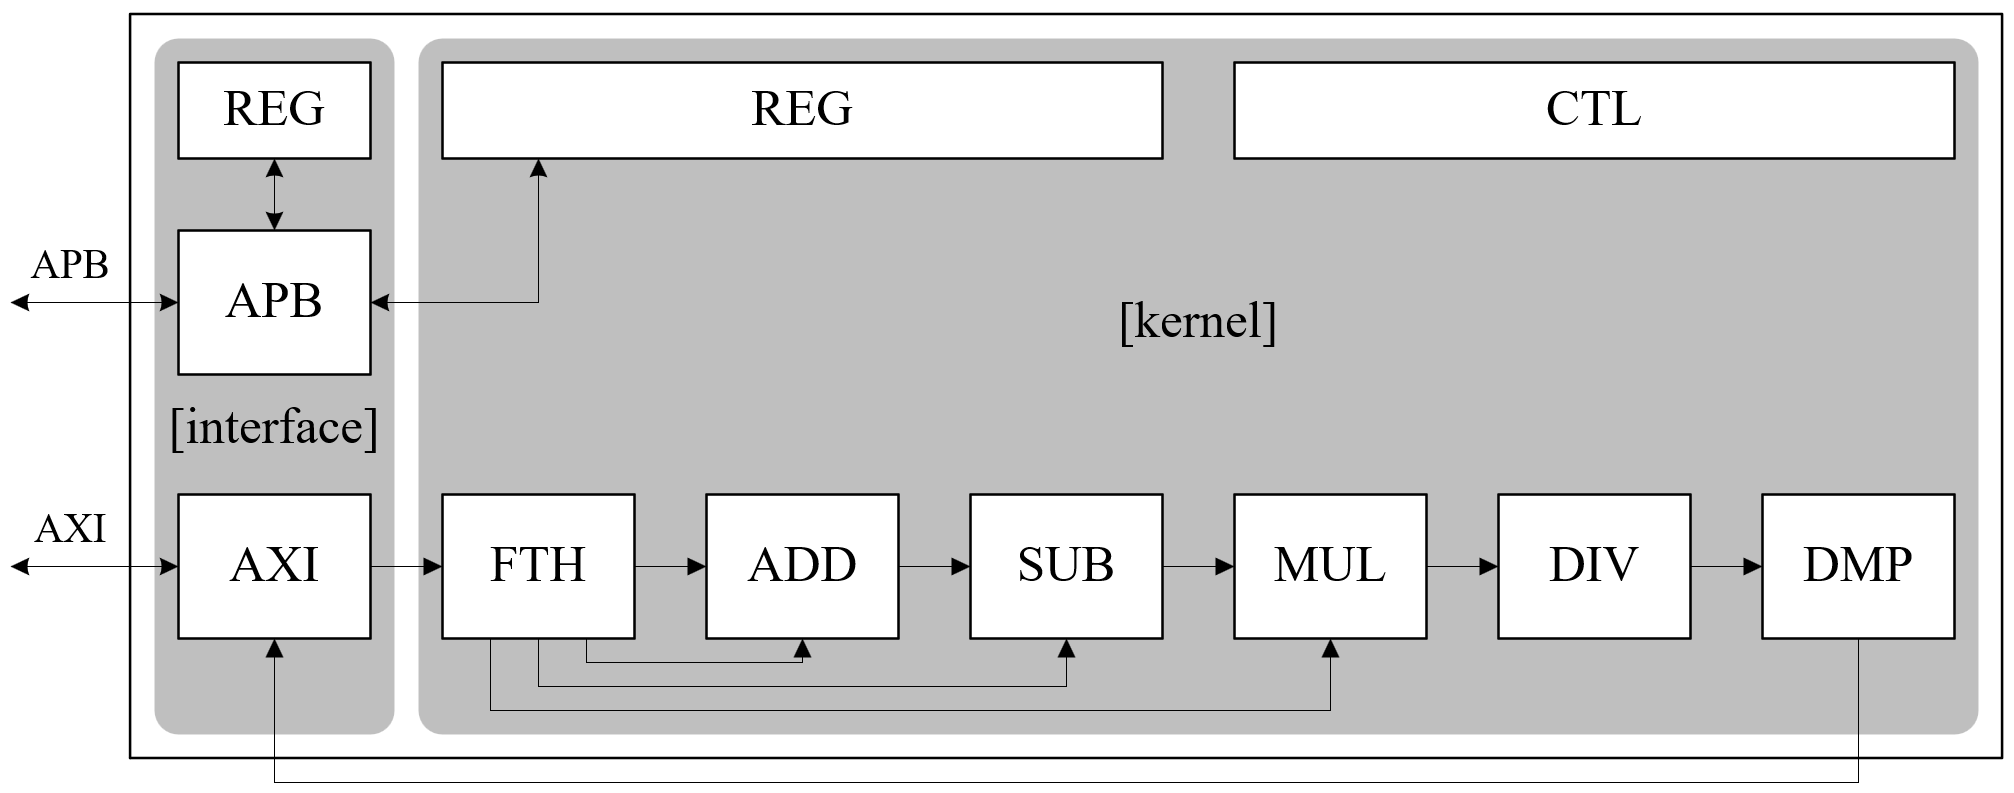 REG
REG
CTL
APB
APB
[kernel]
[interface]
AXI
AXI
FTH
ADD
SUB
MUL
DIV
DMP